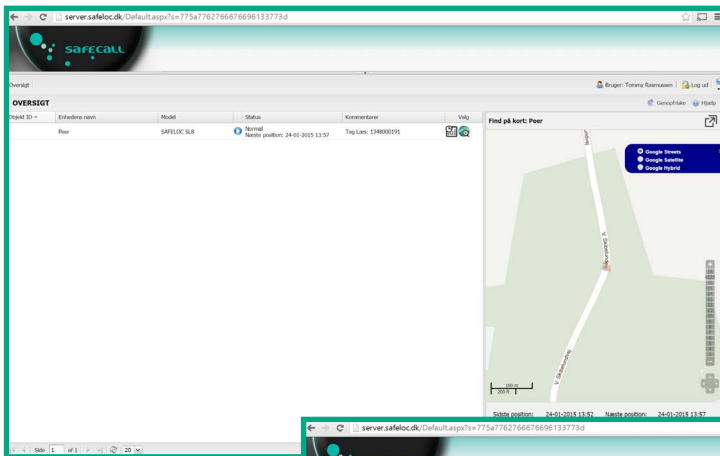 server.safeloc.dk/Default.aspx?s=775a7762766676696133773d
SAFECALL
Oversigt
Bruger: Tommy Rasmussen
Log ud
OVERSIGT
Genopfriske
Hjælp
Objekt ID
Enhedens navn
Model
Status
Kommentarer
Valg
Peer
SAFELOC SL8
Normal
Næste position: 24-01-2015 13:57
Tag Læs: 1348000191
Find på kort: Peer
Google Streets
Google Satellite
Google Hybrid
V. Skibelundvej
100 m
200 ft
Sidste position: 24-01-2015 13:52 Næste position: 24-01-2015 13:57
Side 1 af 1
20
server.safeloc.dk/Default.aspx?s=775a7762766676696133773d